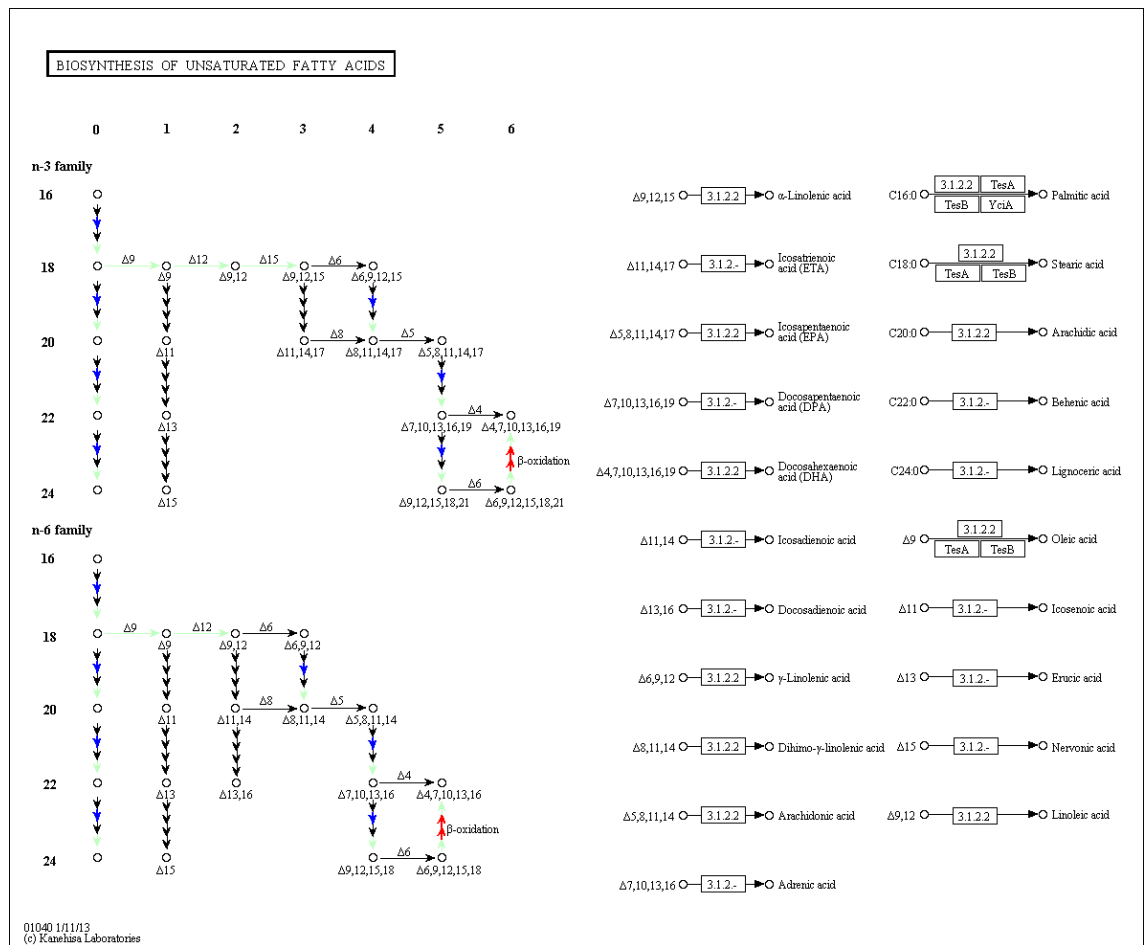 BIOSYNTHESIS OF UNSATURATED FATTY ACIDS
0 1 2 3 4 5 6
n-3 family
16
Δ9 Δ12 Δ15 Δ6
18
Δ9 Δ9,12 Δ9,12,15 Δ6,9,12,15
Δ8 Δ5
20
Δ11 Δ11,14,17 Δ8,11,14,17 Δ5,8,11,14,17
Δ4
22
Δ13 Δ7,10,13,16,19 Δ4,7,10,13,16,19
β-oxidation
Δ6
24
Δ15 Δ9,12,15,18,21 Δ6,9,12,15,18,21
n-6 family
16
Δ9 Δ12 Δ6
18
Δ9 Δ9,12 Δ6,9,12
Δ8 Δ5
20
Δ11 Δ11,14 Δ8,11,14 Δ5,8,11,14
Δ4
22
Δ13 Δ13,16 Δ7,10,13,16 Δ4,7,10,13,16
β-oxidation
Δ6
24
Δ15 Δ9,12,15,18 Δ6,9,12,15,18
Δ9,12,15 3.1.2.2 α-Linolenic acid
Δ11,14,17 3.1.2.- Icosatrienoic
acid (ETA)
Δ5,8,11,14,17 3.1.2.2 Icosapentaenoic
acid (EPA)
Δ7,10,13,16,19 3.1.2.- Docosapentaenoic
acid (DPA)
Δ4,7,10,13,16,19 3.1.2.2 Docosahexaenoic
acid (DHA)
Δ11,14 3.1.2.- Icosadienoic acid
Δ13,16 3.1.2.- Docosadienoic acid
Δ6,9,12 3.1.2.2 γ-Linolenic acid
Δ8,11,14 3.1.2.2 Dihimo-γ-linolenic acid
Δ5,8,11,14 3.1.2.2 Arachidonic acid
Δ7,10,13,16 3.1.2.- Adrenic acid
3.1.2.2 TesA
C16:0 Palmitic acid
TesB YciA
3.1.2.2
C18:0 Stearic acid
TesA TesB
C20:0 3.1.2.2 Arachidic acid
C22:0 3.1.2.- Behenic acid
C24:0 3.1.2.- Lignoceric acid
3.1.2.2
Δ9 Oleic acid
TesA TesB
Δ11 3.1.2.- Icosenoic acid
Δ13 3.1.2.- Erucic acid
Δ15 3.1.2.- Nervonic acid
Δ9,12 3.1.2.2 Linoleic acid
01040 1/11/13
(c) Kanehisa Laboratories